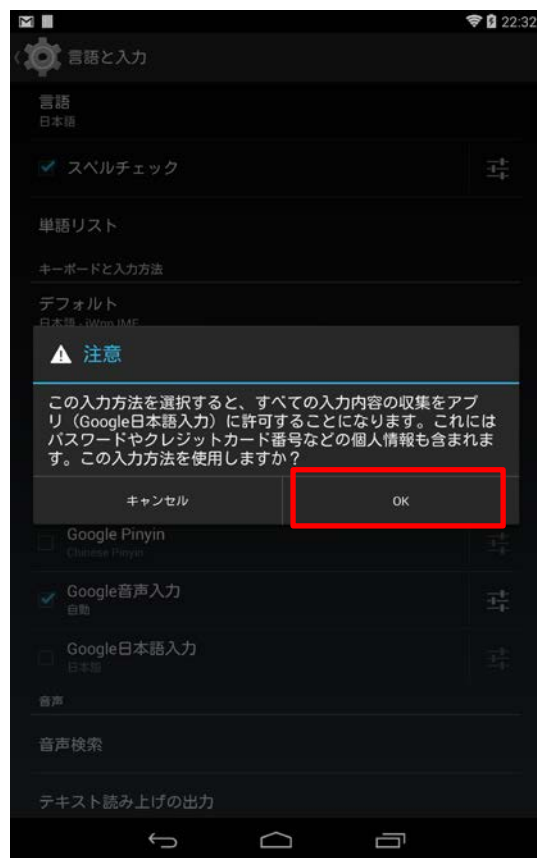 22:32
言語と入力
言語
日本語
スペルチェック
単語リスト
キーボードと入力方法
デフォルト
日本語 - iWnn IME
注意
この入力方法を選択すると、すべての入力内容の収集をアプ
リ（Google日本語入力）に許可することになります。これには
パスワードやクレジットカード番号などの個人情報も含まれま
す。この入力方法を使用しますか？
キャンセル
OK
Google Pinyin
Chinese Pinyin
Google音声入力
自動
Google日本語入力
日本語
音声
音声検索
テキスト読み上げの出力